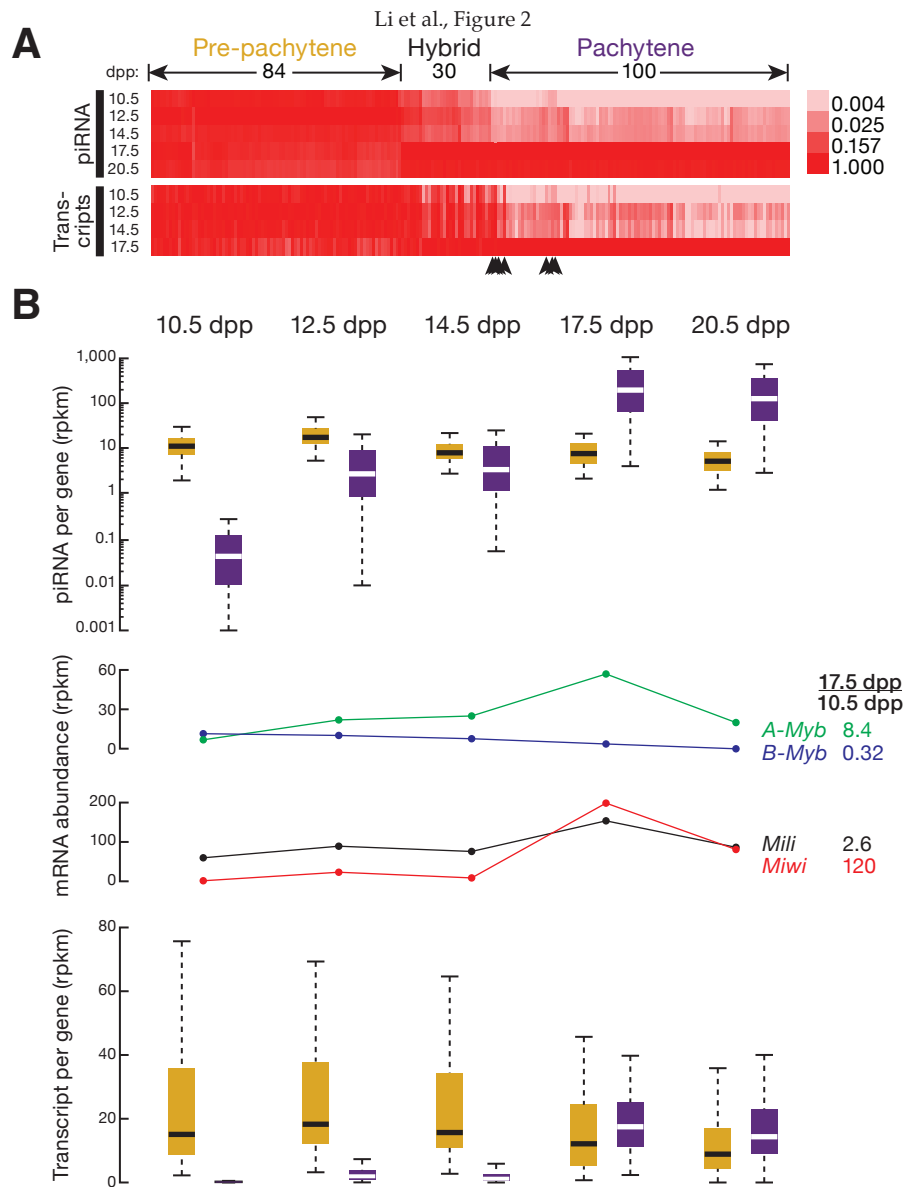 Li et al., Figure 2
A
Pre-pachytene Hybrid Pachytene
dpp: 84 30 100
piRNA
10.5
12.5
14.5
17.5
20.5
0.004
0.025
0.157
1.000
Trans-
cripts
10.5
12.5
14.5
17.5
B
10.5 dpp 12.5 dpp 14.5 dpp 17.5 dpp 20.5 dpp
piRNA per gene (rpkm)
1,000
100
10
1
0.1
0.01
0.001
mRNA abundance (rpkm)
60
30
0
17.5 dpp
10.5 dpp
A-Myb 8.4
B-Myb 0.32
200
100
0
Mili 2.6
Miwi 120
Transcript per gene (rpkm)
80
60
40
20
0